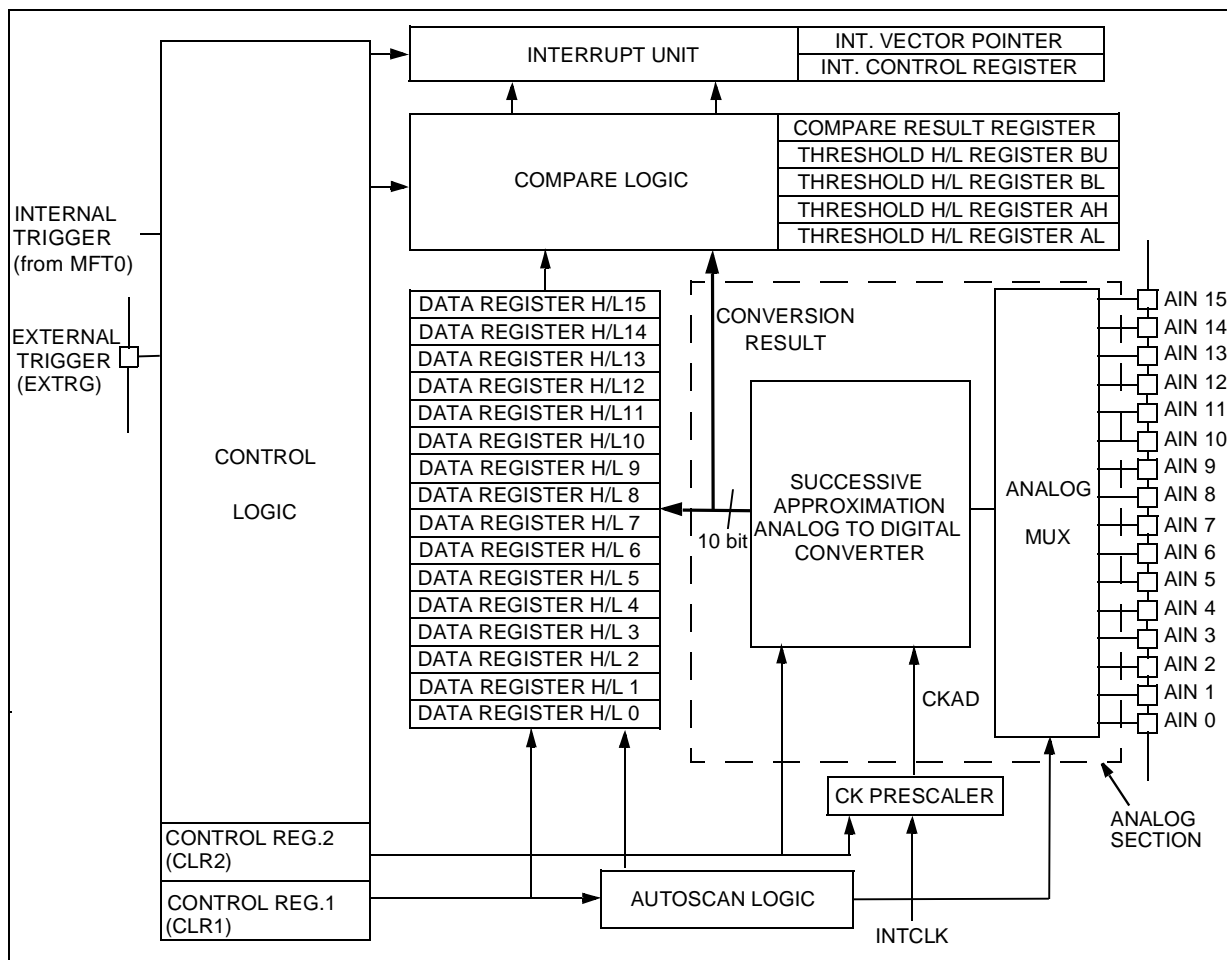 INTERRUPT UNIT
INT. VECTOR POINTER
INT. CONTROL REGISTER
COMPARE LOGIC
COMPARE RESULT REGISTER
THRESHOLD H/L REGISTER BU
THRESHOLD H/L REGISTER BL
THRESHOLD H/L REGISTER AH
THRESHOLD H/L REGISTER AL
INTERNAL
TRIGGER
(from MFT0)
EXTERNAL
TRIGGER
(EXTRG)
CONTROL
LOGIC
DATA REGISTER H/L15
DATA REGISTER H/L14
DATA REGISTER H/L13
DATA REGISTER H/L12
DATA REGISTER H/L11
DATA REGISTER H/L10
DATA REGISTER H/L 9
DATA REGISTER H/L 8
DATA REGISTER H/L 7
DATA REGISTER H/L 6
DATA REGISTER H/L 5
DATA REGISTER H/L 4
DATA REGISTER H/L 3
DATA REGISTER H/L 2
DATA REGISTER H/L 1
DATA REGISTER H/L 0
CONVERSION
RESULT
10 bit
SUCCESSIVE
APPROXIMATION
ANALOG TO DIGITAL
CONVERTER
ANALOG
MUX
AIN 15
AIN 14
AIN 13
AIN 12
AIN 11
AIN 10
AIN 9
AIN 8
AIN 7
AIN 6
AIN 5
AIN 4
AIN 3
AIN 2
AIN 1
AIN 0
CKAD
CK PRESCALER
ANALOG
SECTION
CONTROL REG.2
(CLR2)
CONTROL REG.1
(CLR1)
AUTOSCAN LOGIC
INTCLK